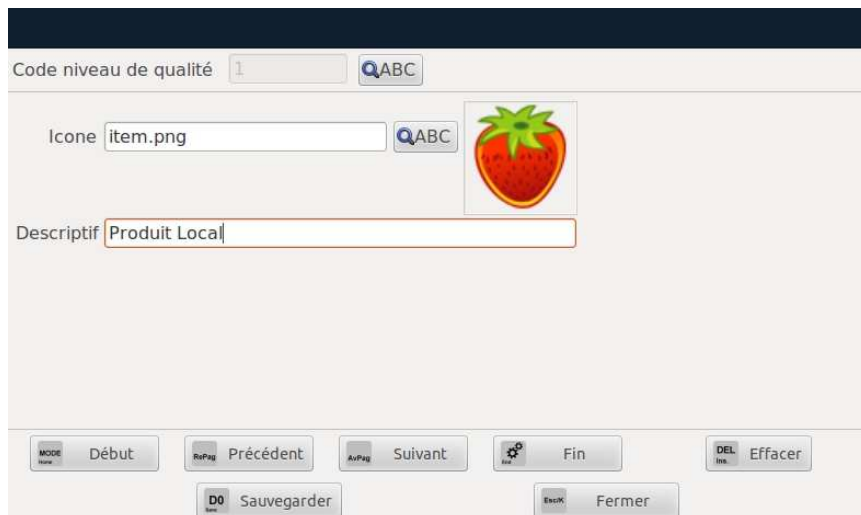 Code niveau de qualité 1 ABC
Icone item.png ABC
Descriptif Produit Local
MODE Home Début RePag Précédent AvPag Suivant End Fin DEL Ins. Effacer
D0 Save Sauvegarder Esc/K Fermer